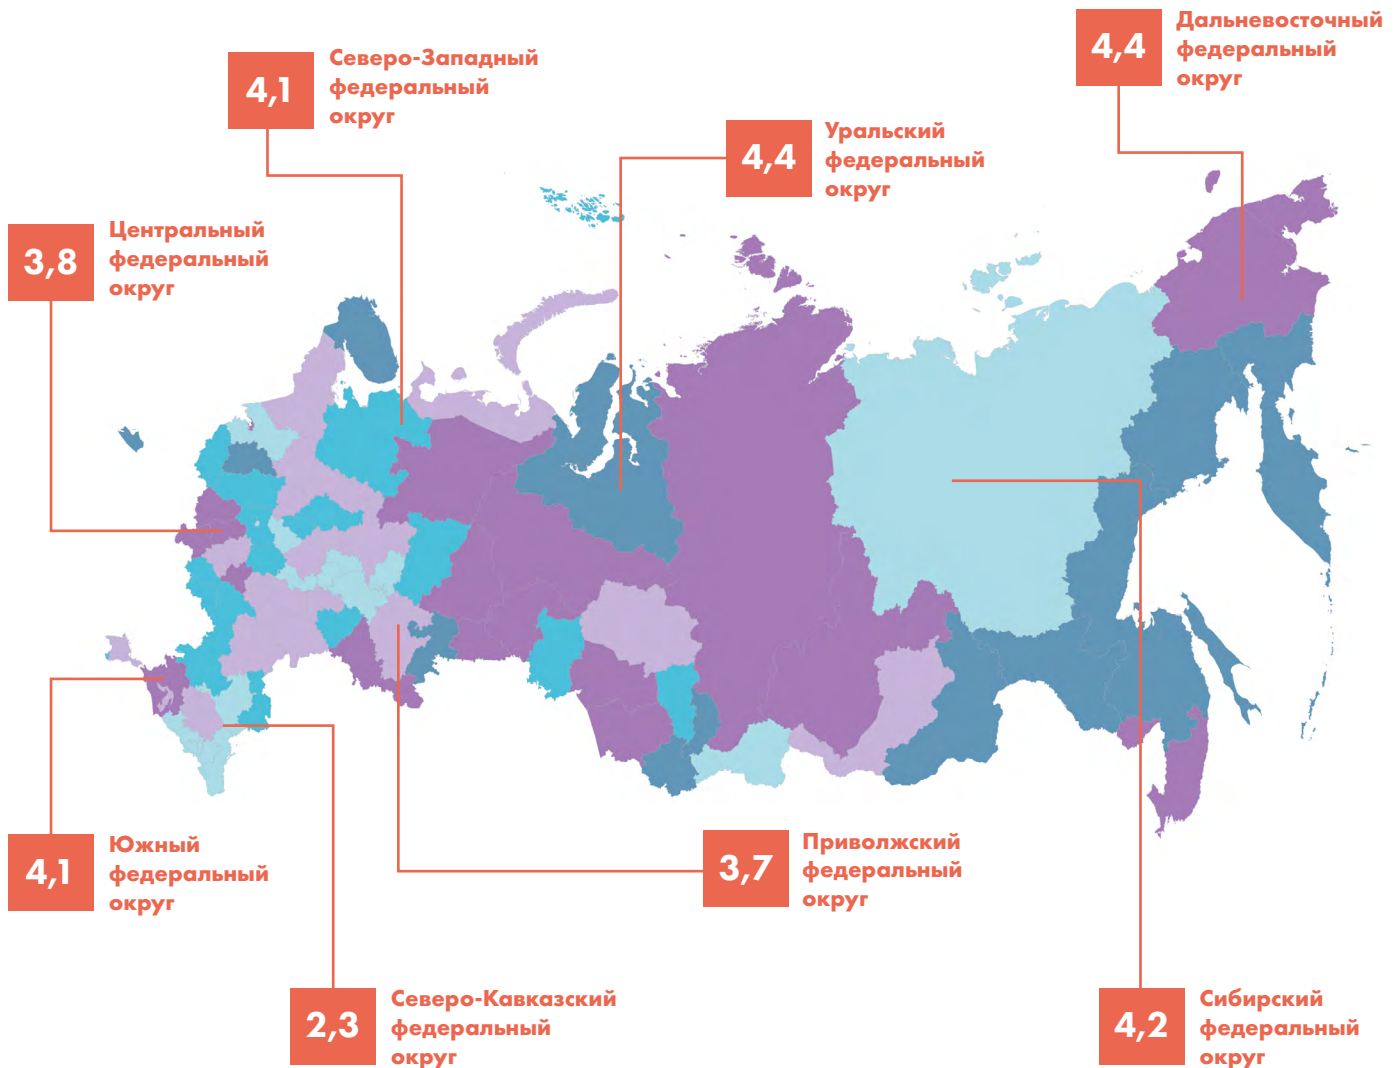 4,4
Дальневосточный
федеральный
округ
4,1
Северо-Западный
федеральный
округ
4,4
Уральский
федеральный
округ
3,8
Центральный
федеральный
округ
4,1
Южный
федеральный
округ
3,7
Приволжский
федеральный
округ
2,3
Северо-Кавказский
федеральный
округ
4,2
Сибирский
федеральный
округ